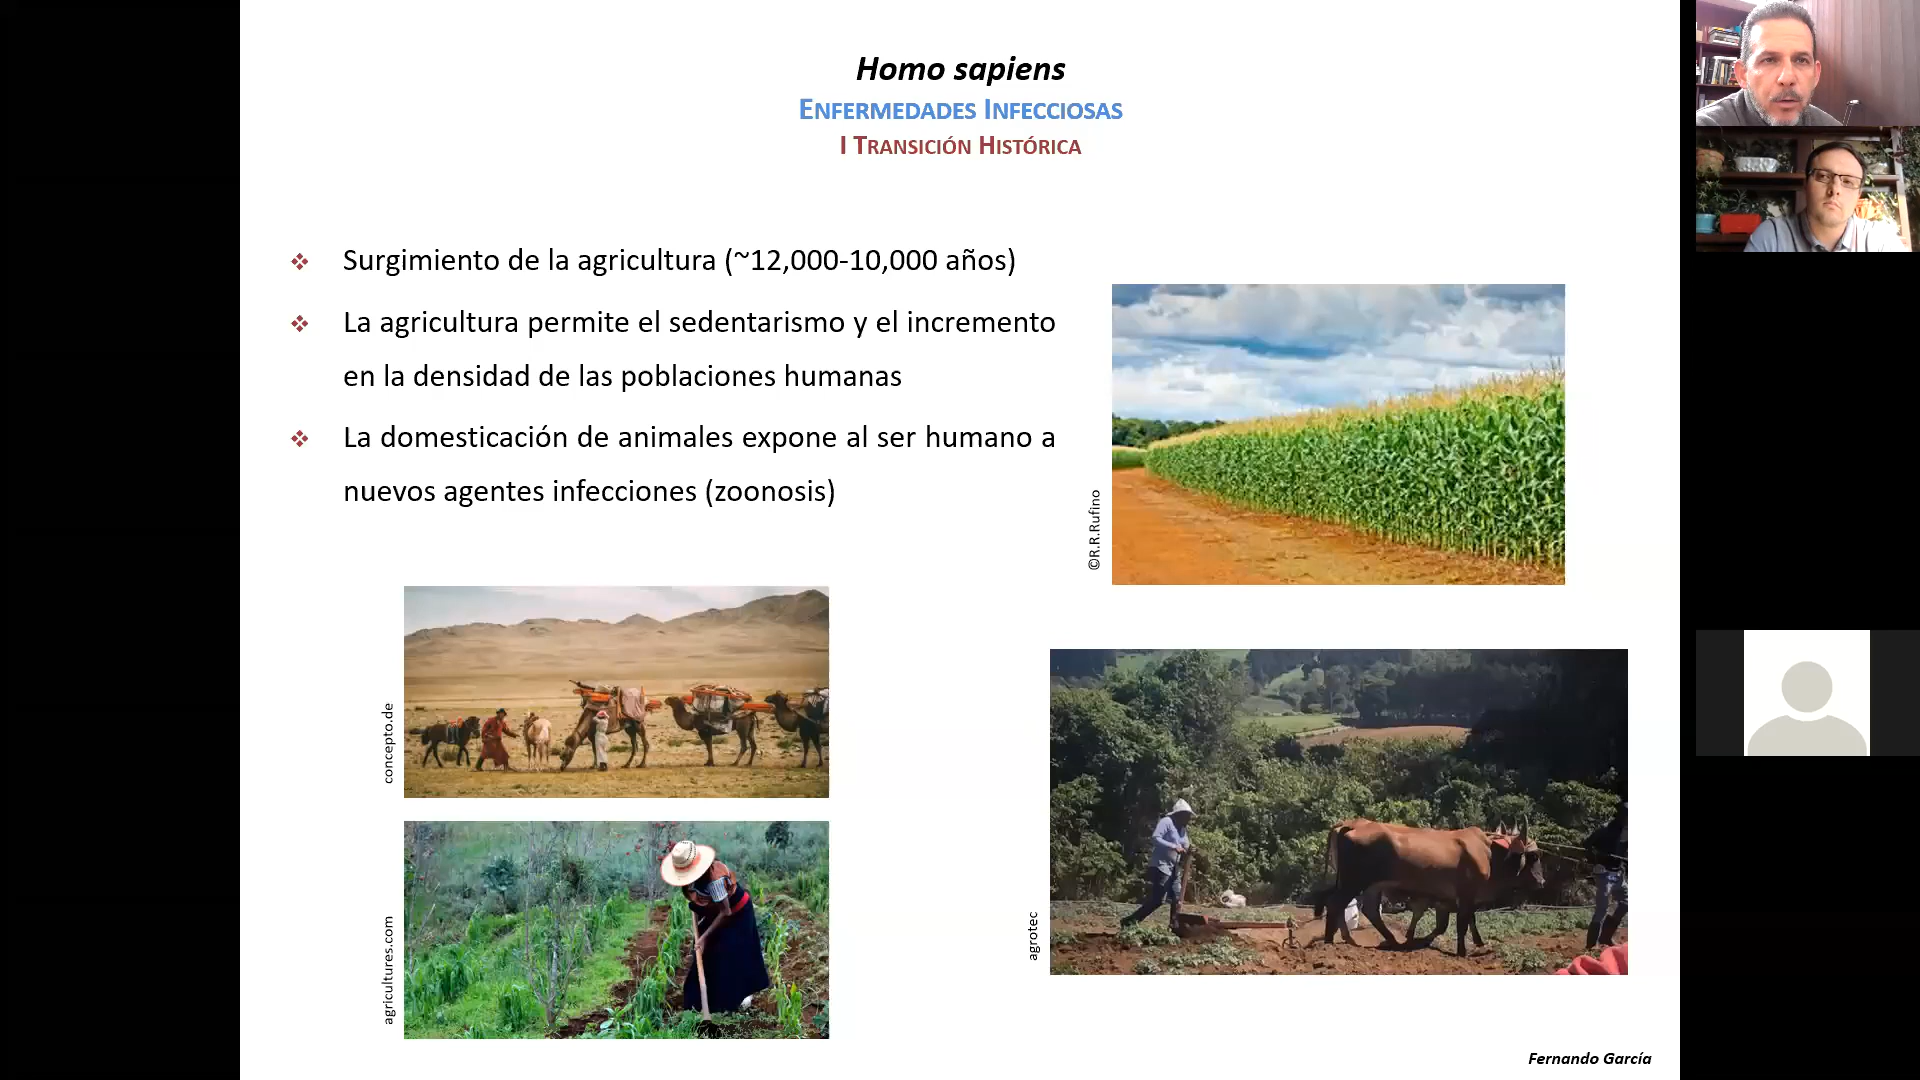 Homo sapiens
ENFERMEDADES INFECCIOSAS
I TRANSICIÓN HISTÓRICA
Surgimiento de la agricultura (~12,000-10,000 años)
La agricultura permite el sedentarismo y el incremento
en la densidad de las poblaciones humanas
La domesticación de animales expone al ser humano a
nuevos agentes infecciones (zoonosis)
©R.R.Rufino
concepto.de
agricultures.com
agrotec
Fernando García